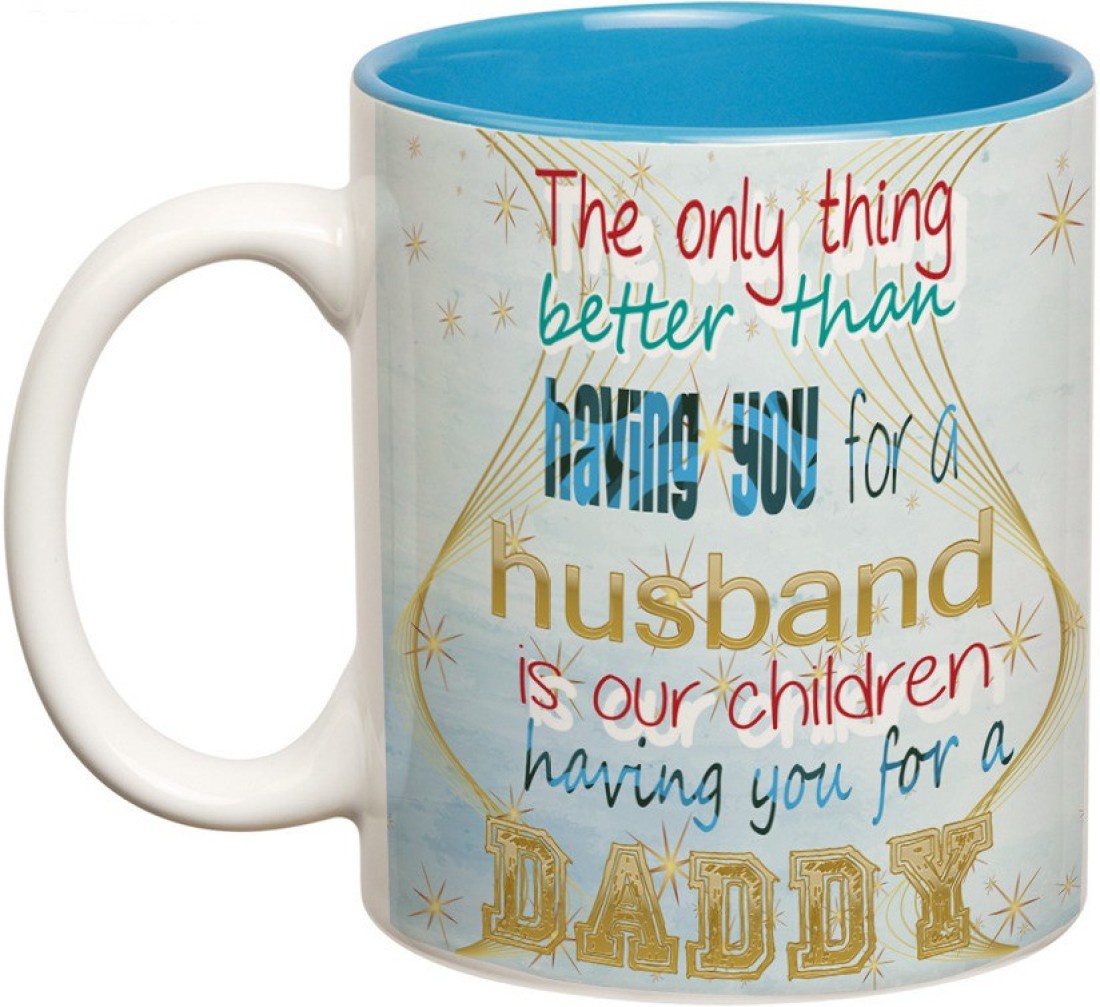 The only thing
better than
having you for a
husband
is our children
having you for a
DADDY